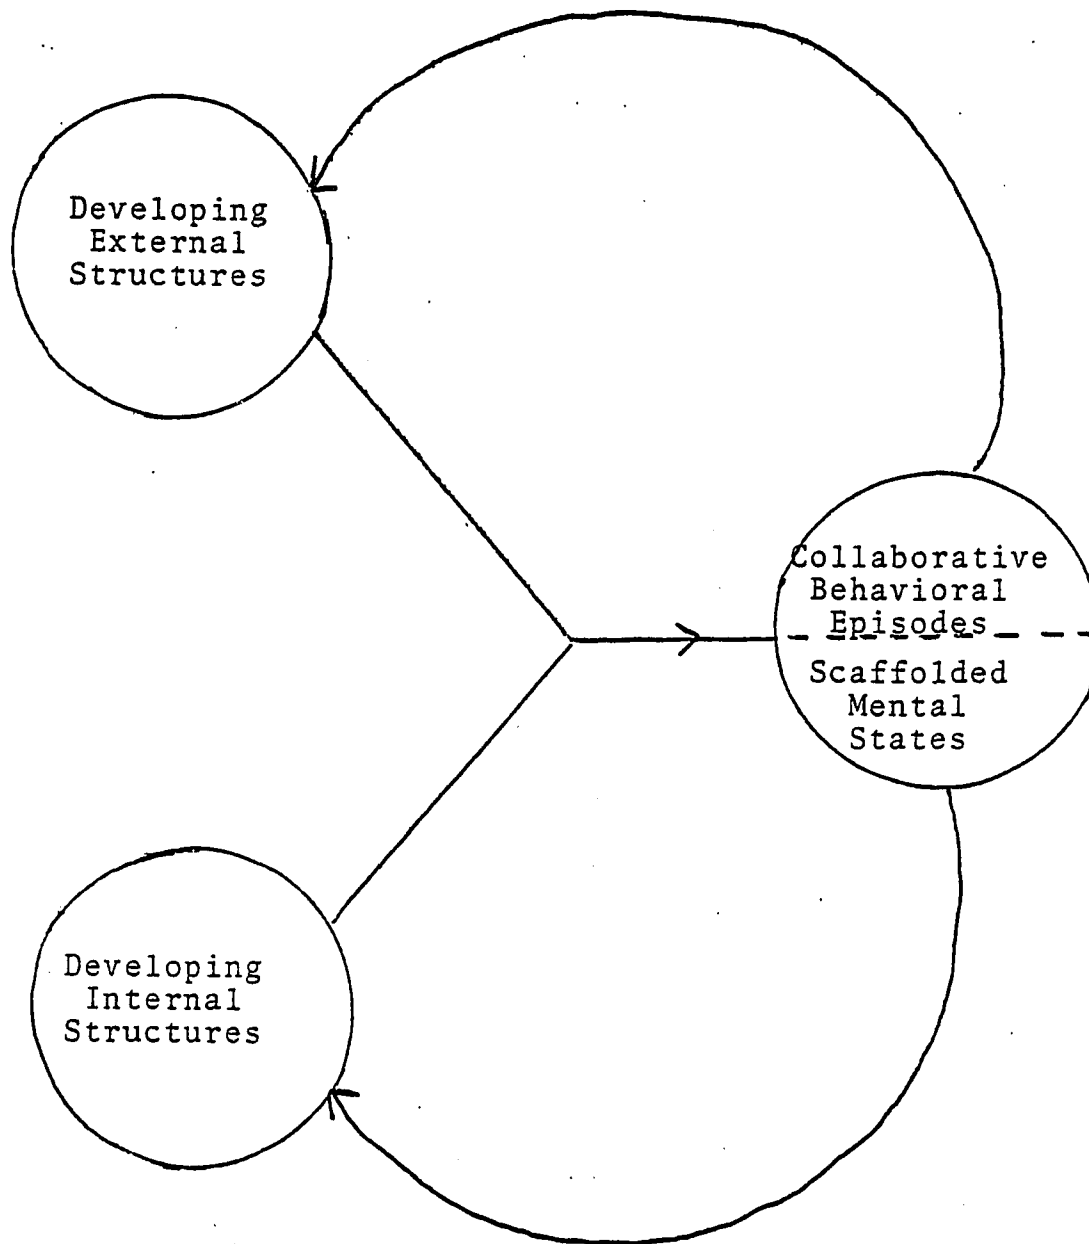 Developing
External
Structures
Collaborative
Behavioral
Episodes
Scaffolded
Mental
States
Developing
Internal
Structures